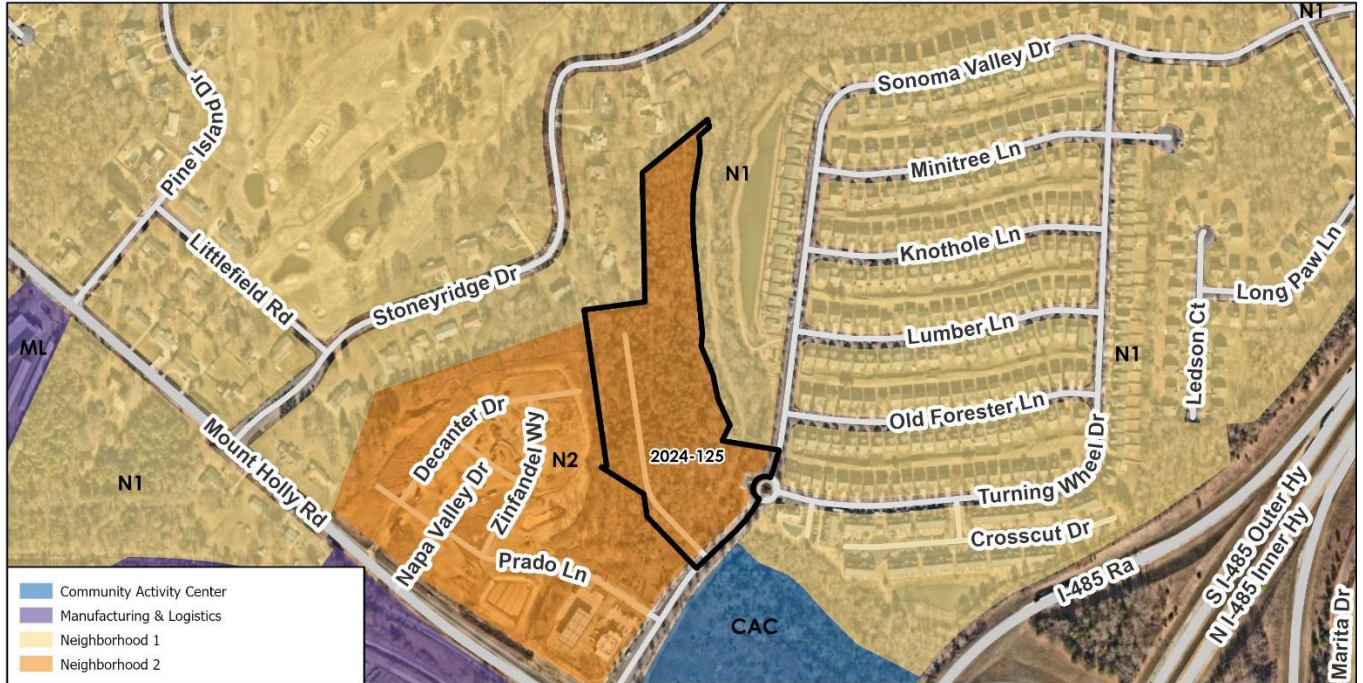 N1
Sonoma Valley Dr
Pine Island Dr
Minitree Ln
N1
Littlefield Rd
Knothole Ln
Stoneyridge Dr
Long Paw Ln
Lumber Ln
ML
Ledson Ct
N1
Decanter Dr
Old Forester Ln
Mount Holly Rd
Zinfandel Wy
N2
2024-125
N1
Napa Valley Dr
Turning Wheel Dr
S I-485 Outer Hy
N I-485 Inner Hy
Crosscut Dr
Prado Ln
I-485 Ra
CAC
Marita Dr
Community Activity Center
Manufacturing & Logistics
Neighborhood 1
Neighborhood 2